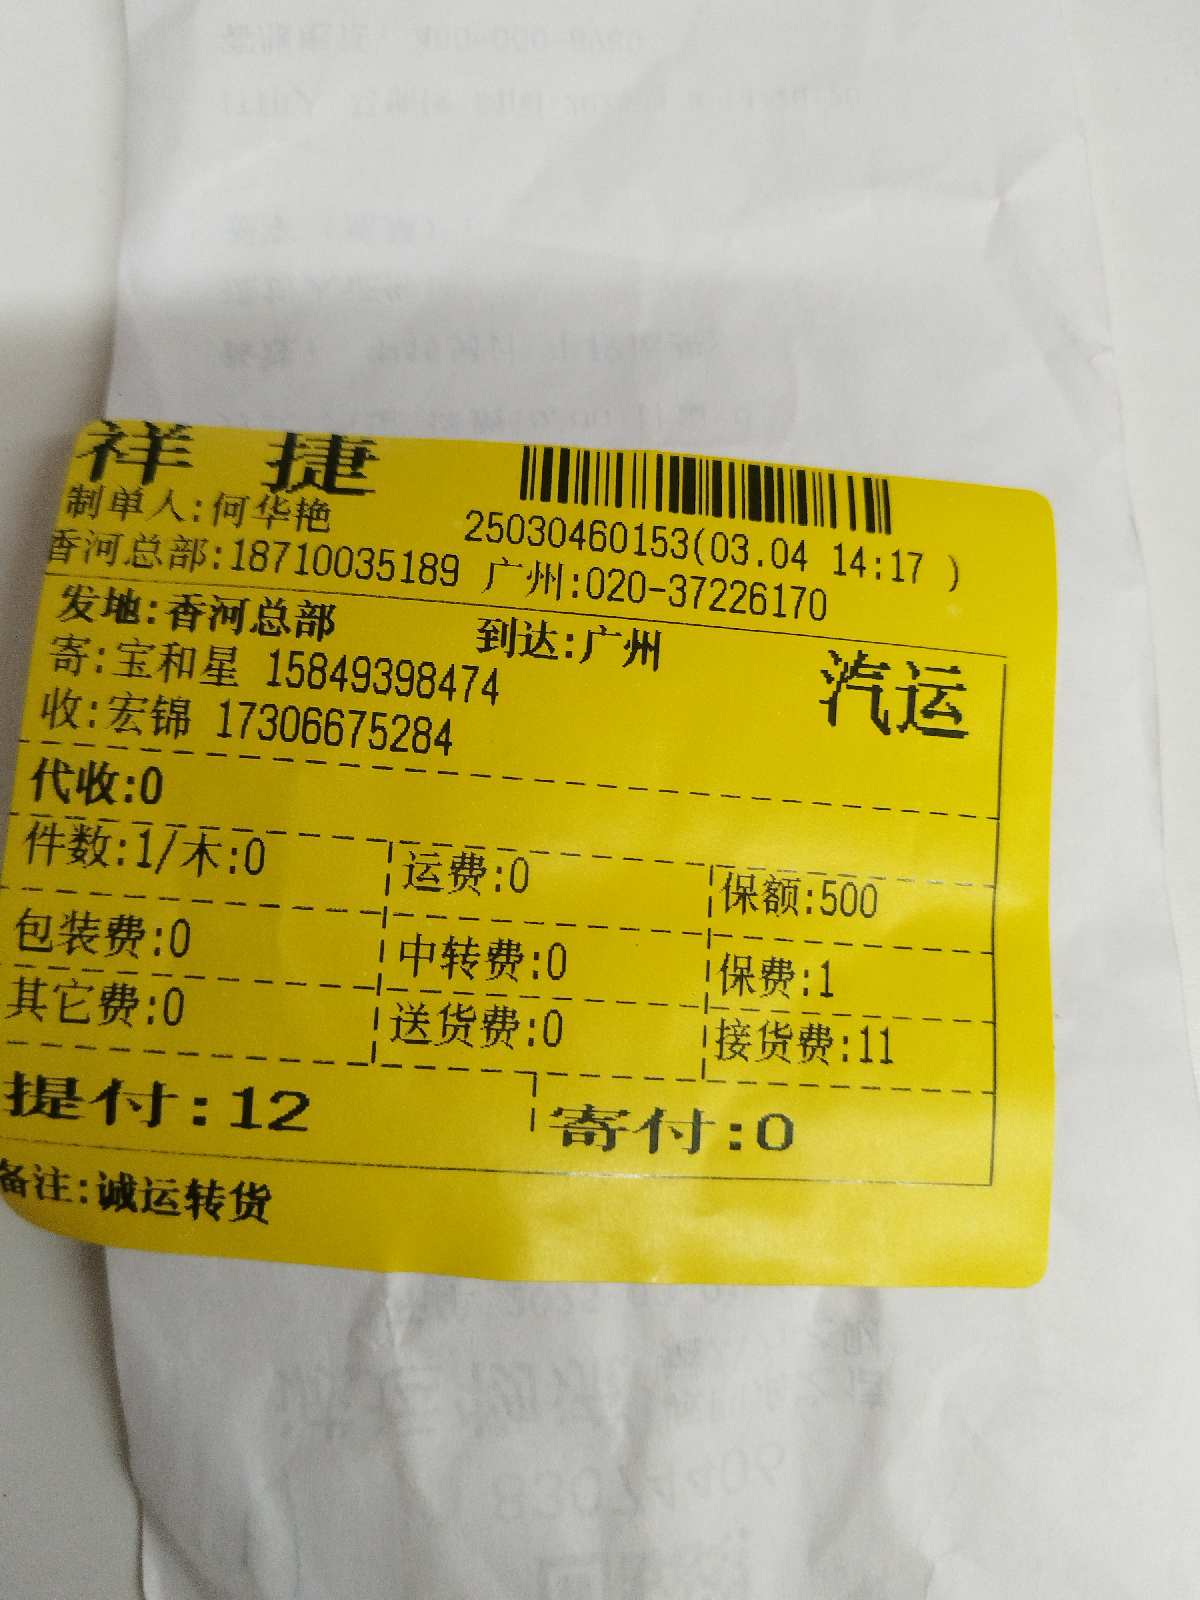 祥 捷
制单人:何华艳
25030460153(03.04 14:17 )
香河总部:18710035189 广州:020-37226170
发地:香河总部 到达:广州
寄:宝和星 15849398474
汽运
收:宏锦 17306675284
代收:0
件数:1/木:0 运费:0 保额:500
包装费:0 中转费:0 保费:1
其它费:0 送货费:0 接货费:11
提付:12 寄付:0
备注:诚运转货